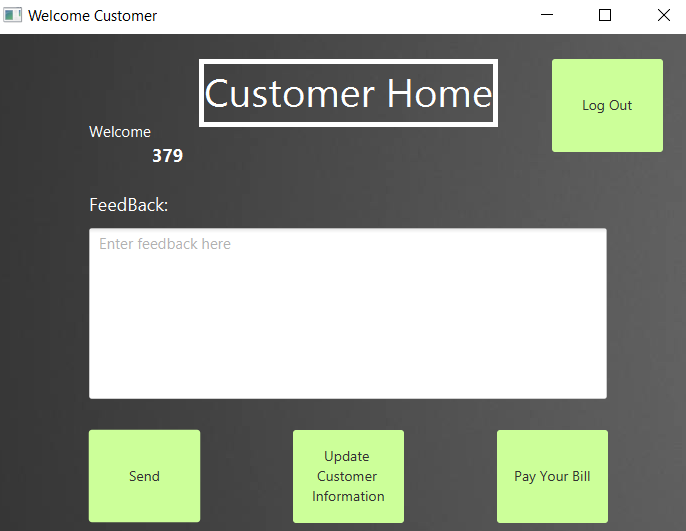 Welcome Customer
Customer Home
Log Out
Welcome
379
FeedBack:
Enter feedback here
Send
Update
Customer
Information
Pay Your Bill